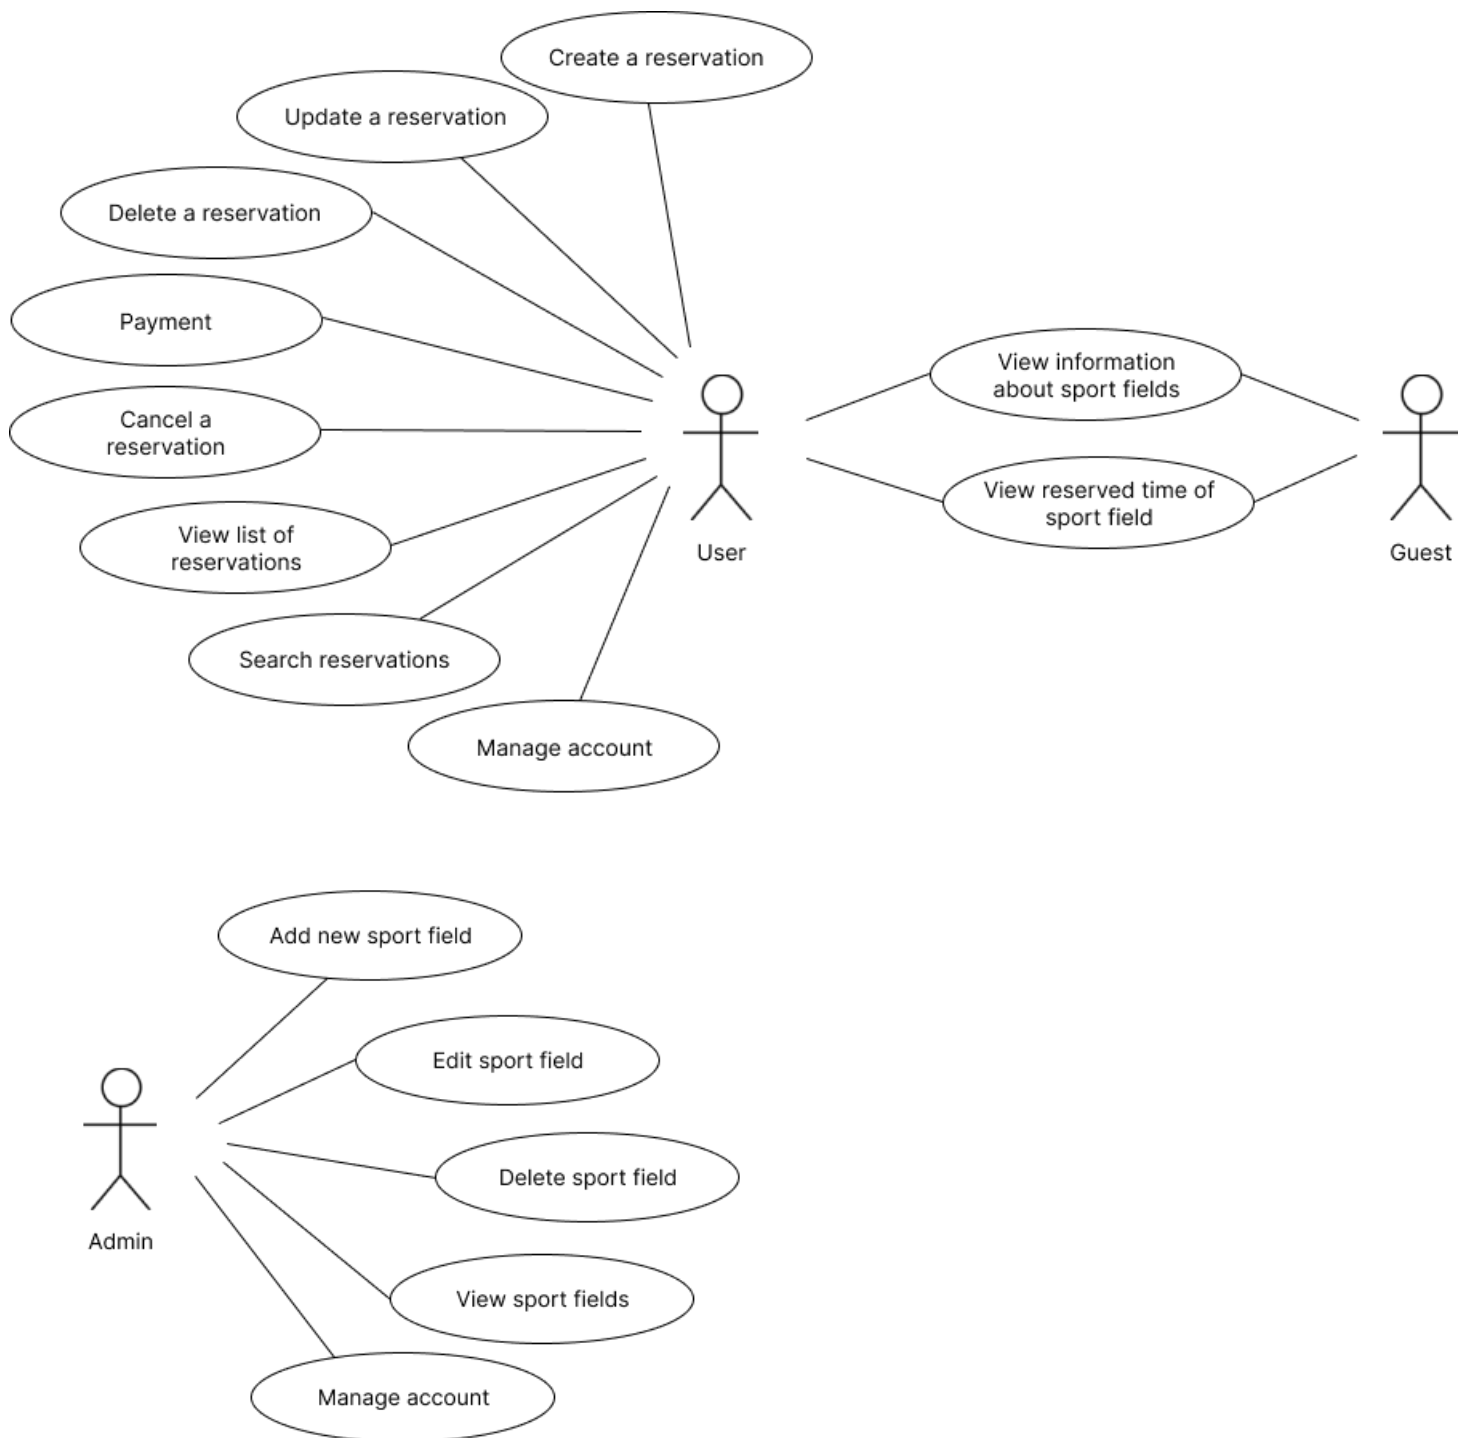 Create a reservation
Update a reservation
Delete a reservation
Payment
Cancel a
reservation
View list of
reservations
Search reservations
Manage account
User
View information
about sport fields
View reserved time of
sport field
Guest
Add new sport field
Edit sport field
Delete sport field
View sport fields
Manage account
Admin